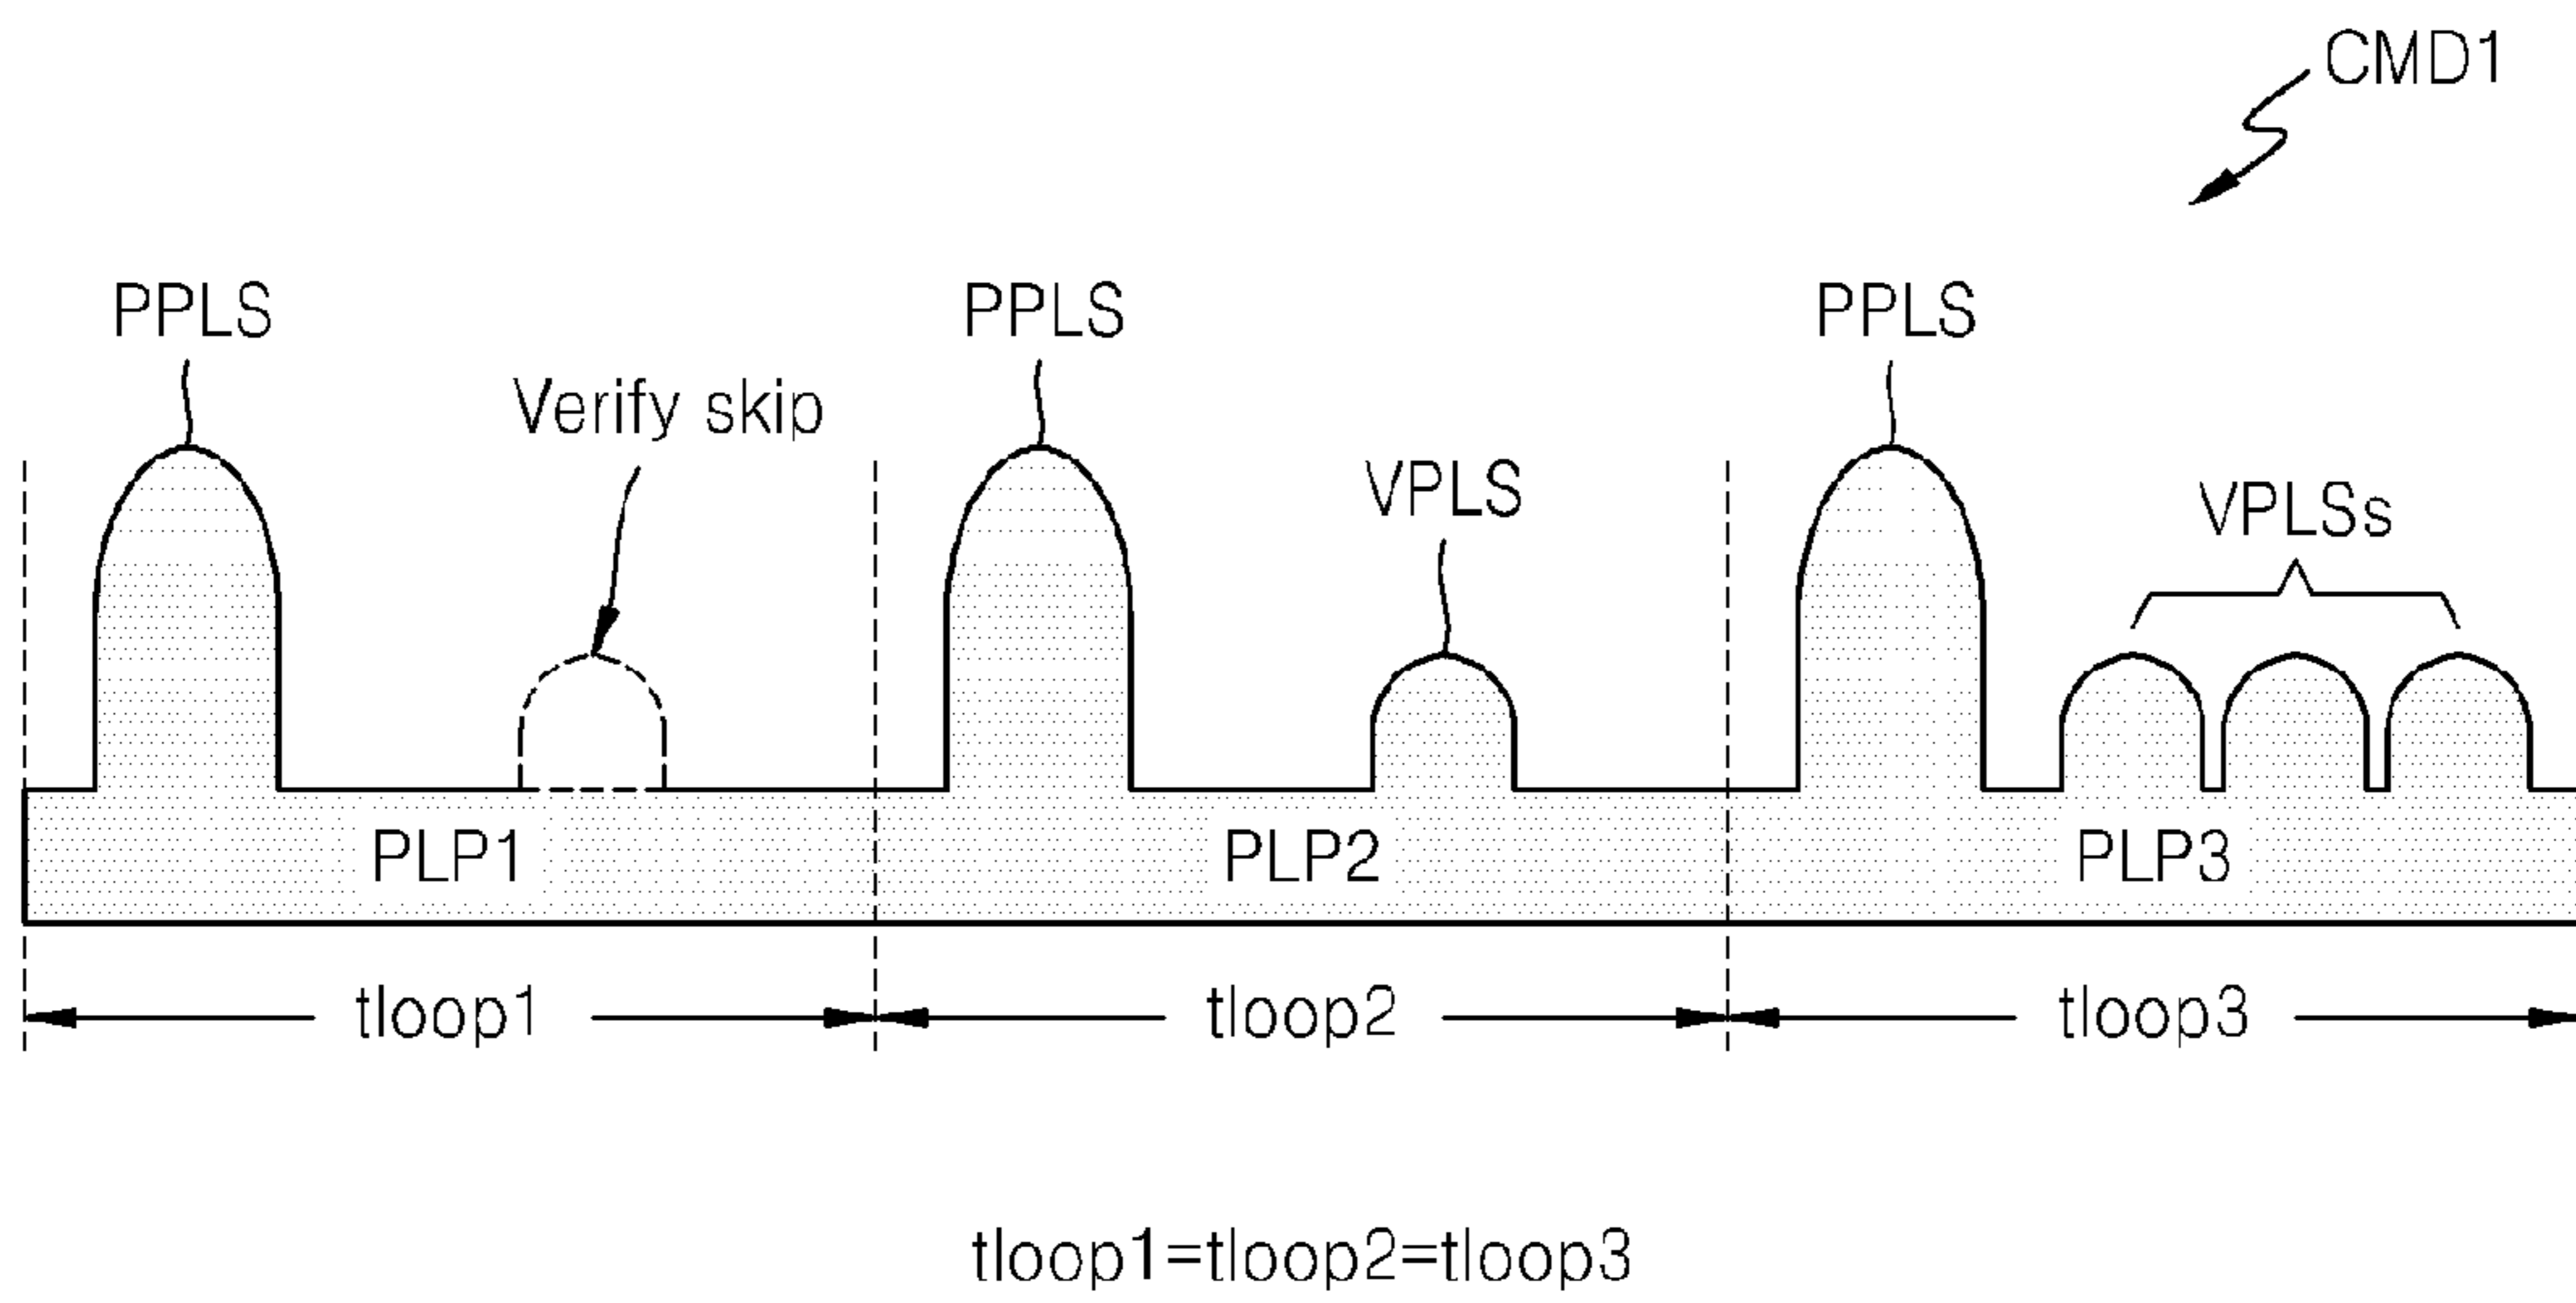 CMD1
PPLS
PPLS
PPLS
Verify skip
VPLS
VPLSs
PLP1
PLP2
PLP3
tloop1
tloop2
tloop3
tloop1=tloop2=tloop3